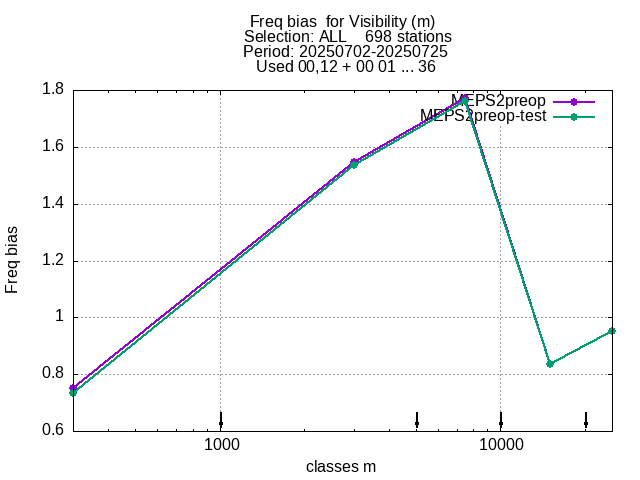 Freq bias  for Visibility (m)
Selection: ALL    698 stations
Period: 20250702-20250725
Used 00,12 + 00 01 ... 36
MEPS2preop
MEPS2preop-test
1.8
1.6
1.4
1.2
1
0.8
0.6
Freq bias
1000
10000
classes m